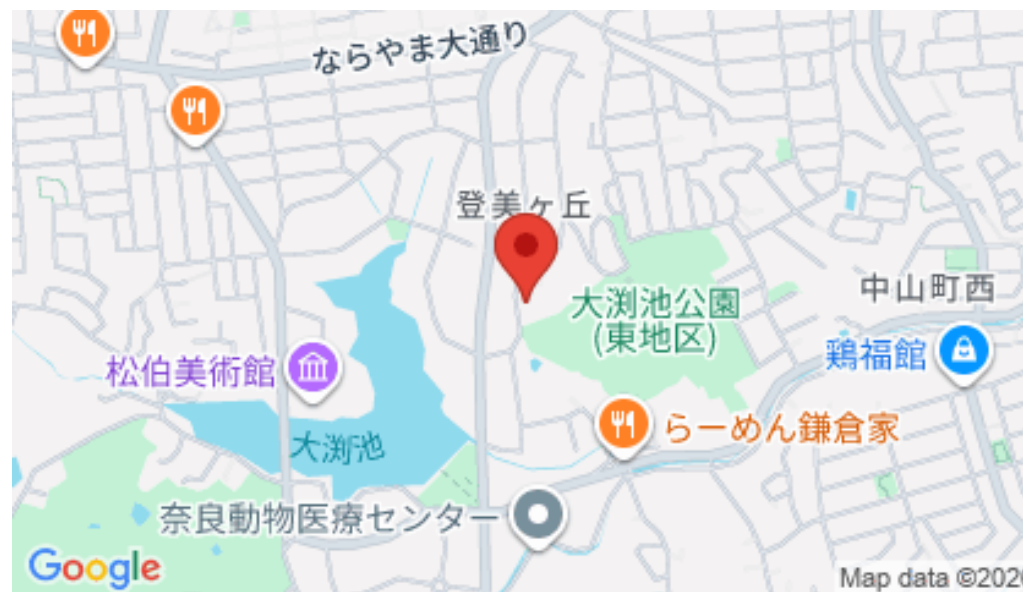 ならやま大通り
登美ヶ丘
大渕池公園
(東地区)
中山町西
鶏福館
松伯美術館
大渕池
らーめん鎌倉家
奈良動物医療センター
Google
Map data ©202